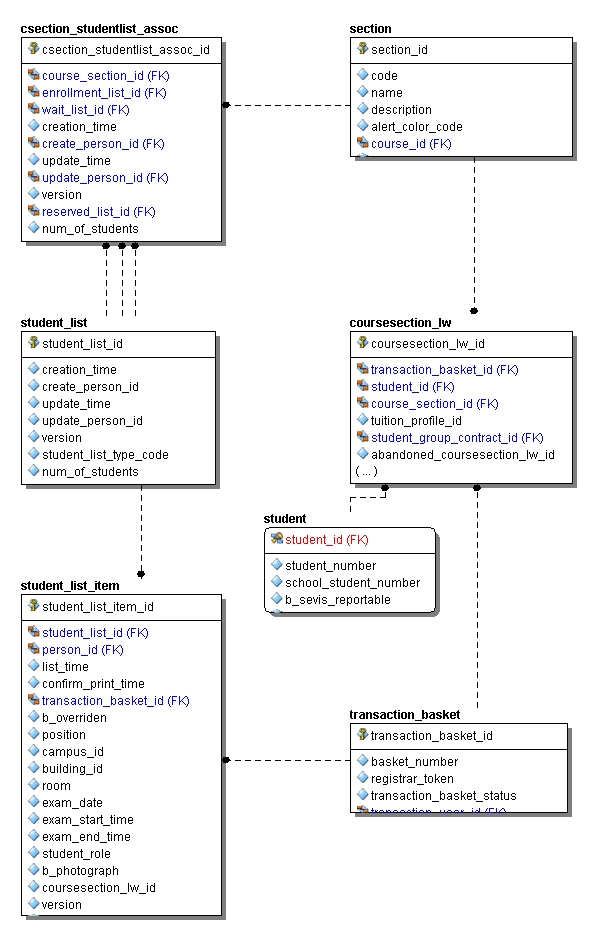 csection_studentlist_assoc
csection_studentlist_assoc_id
course_section_id (FK)
enrollment_list_id (FK)
wait_list_id (FK)
creation_time
create_person_id (FK)
update_time
update_person_id (FK)
version
reserved_list_id (FK)
num_of_students
section
section_id
code
name
description
alert_color_code
course_id (FK)
student_list
student_list_id
creation_time
create_person_id
update_time
update_person_id
version
student_list_type_code
num_of_students
coursesection_lw
coursesection_lw_id
transaction_basket_id (FK)
student_id (FK)
course_section_id (FK)
tuition_profile_id
student_group_contract_id (FK)
abandoned_coursesection_lw_id
(...)
student
student_id (FK)
student_number
school_student_number
b_sevis_reportable
student_list_item
student_list_item_id
student_list_id (FK)
person_id (FK)
list_time
confirm_print_time
transaction_basket_id (FK)
b_overriden
position
campus_id
building_id
room
exam_date
exam_start_time
exam_end_time
student_role
b_photograph
coursesection_lw_id
version
transaction_basket
transaction_basket_id
basket_number
registrar_token
transaction_basket_status
transaction_user_id (FK)